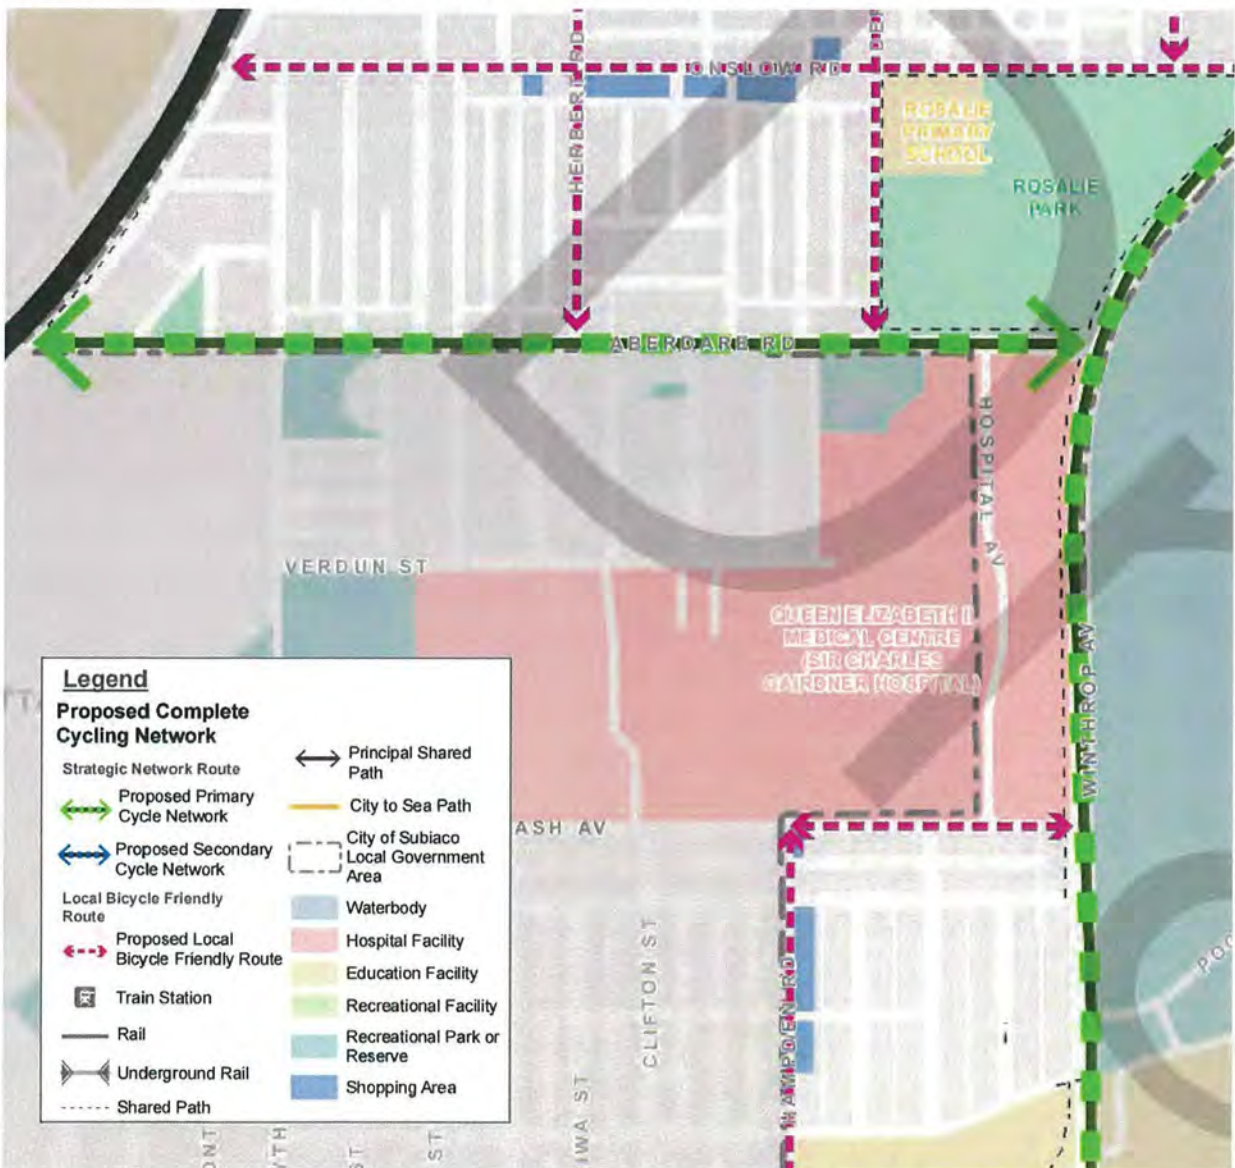 HERBERT RD
ONSLOW RD
ROSALIE
PRIMARY
SCHOOL
ROSALIE
PARK
ABERDARE RD
HOSPITAL AV
VERDUN ST
QUEEN ELIZABETH II
MEDICAL CENTRE
(SIR CHARLES
GAIRDNER HOSPITAL)
WINTHROP AV
ASH AV
CLIFTON ST
HAMPDEN RD
IWA ST
ST
ST
Legend
Proposed Complete
Cycling Network
Strategic Network Route
Proposed Primary
Cycle Network
Proposed Secondary
Cycle Network
Local Bicycle Friendly
Route
Proposed Local
Bicycle Friendly Route
Train Station
Rail
Underground Rail
Shared Path
Principal Shared
Path
City to Sea Path
City of Subiaco
Local Government
Area
Waterbody
Hospital Facility
Education Facility
Recreational Facility
Recreational Park or
Reserve
Shopping Area